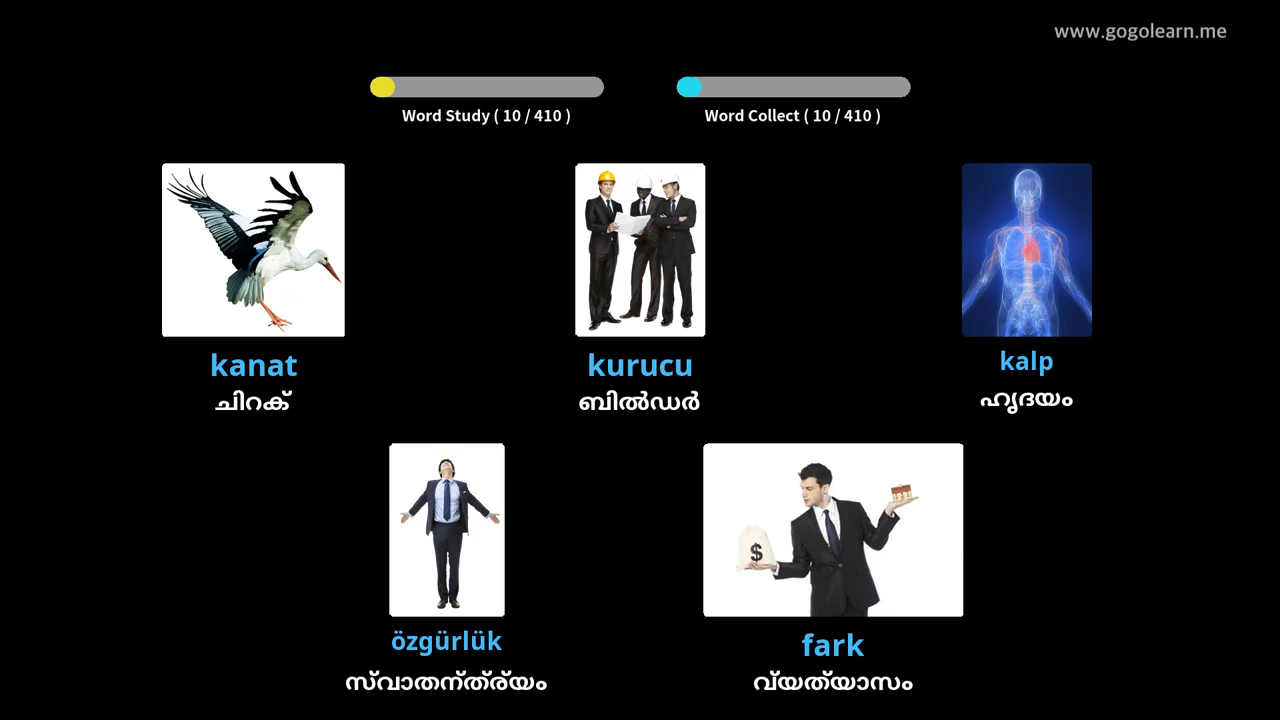 www.gogolearn.me
Word Study ( 10 / 410 )
Word Collect ( 10 / 410 )
kanat
ചിറക്
kurucu
ബിൽഡർ
kalp
ഹൃദയം
özgürlük
സ്വാതന്ത്ര്യം
fark
വ്യത്യാസം